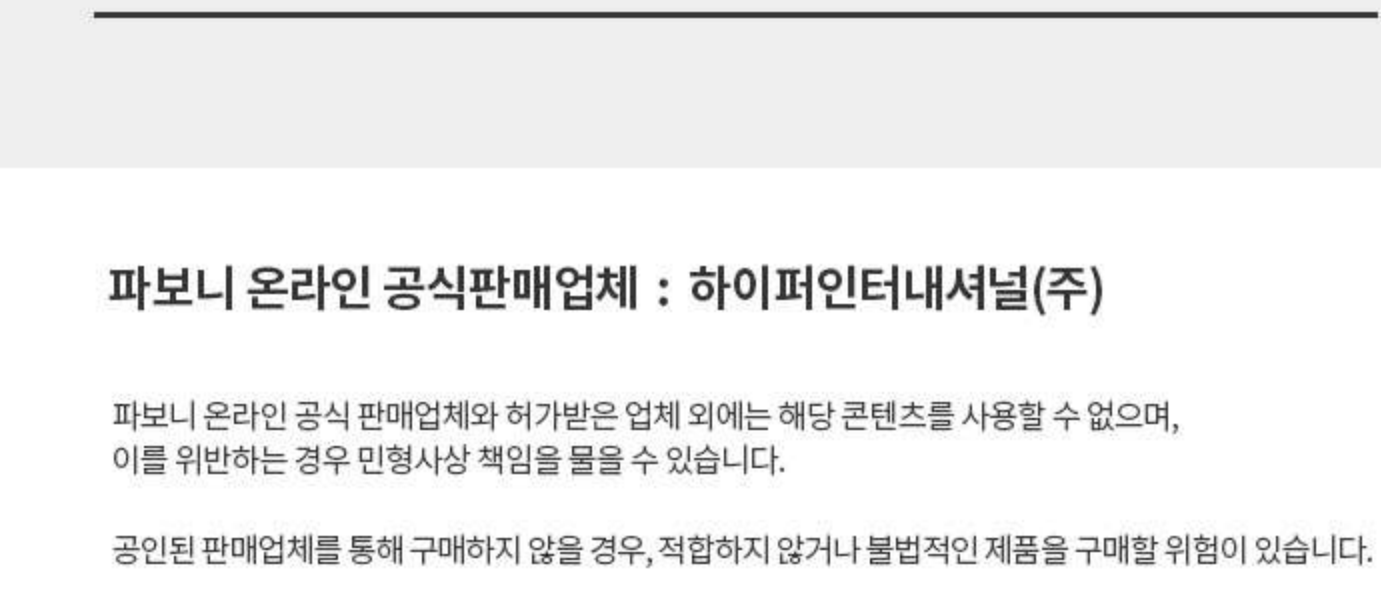 파보니 온라인 공식판매업체 : 하이퍼인터내셔널(주)
파보니 온라인 공식 판매업체와 허가받은 업체 외에는 해당 콘텐츠를 사용할 수 없으며,
이를 위반하는 경우 민형사상 책임을 물을 수 있습니다.
공인된 판매업체를 통해 구매하지 않을 경우, 적합하지 않거나 불법적인 제품을 구매할 위험이 있습니다.